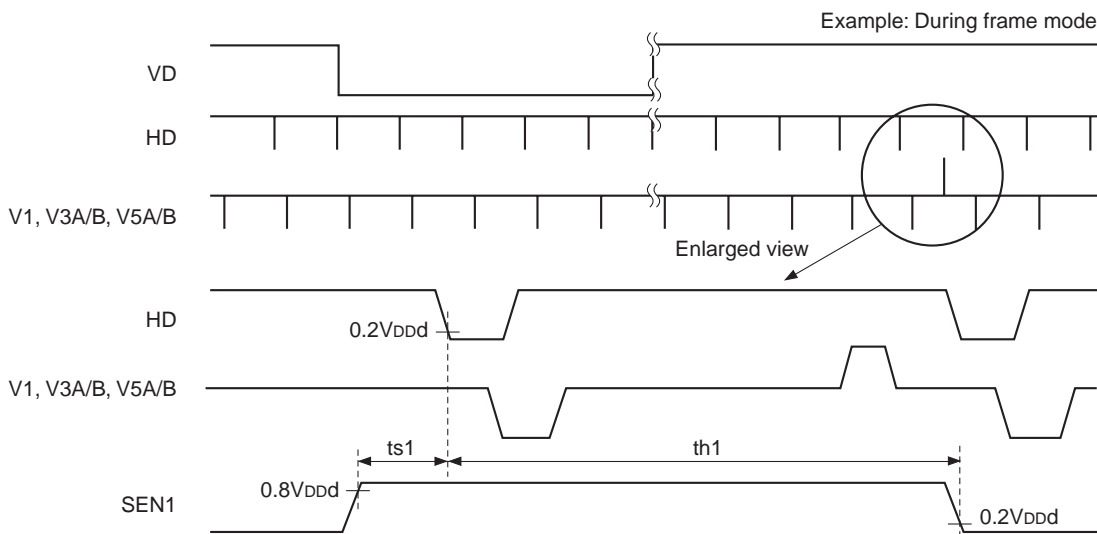 Example: During frame mode
VD
HD
V1, V3A/B, V5A/B
Enlarged view
HD
0.2VDDd
V1, V3A/B, V5A/B
ts1
th1
0.8VDDd
SEN1
0.2VDDd